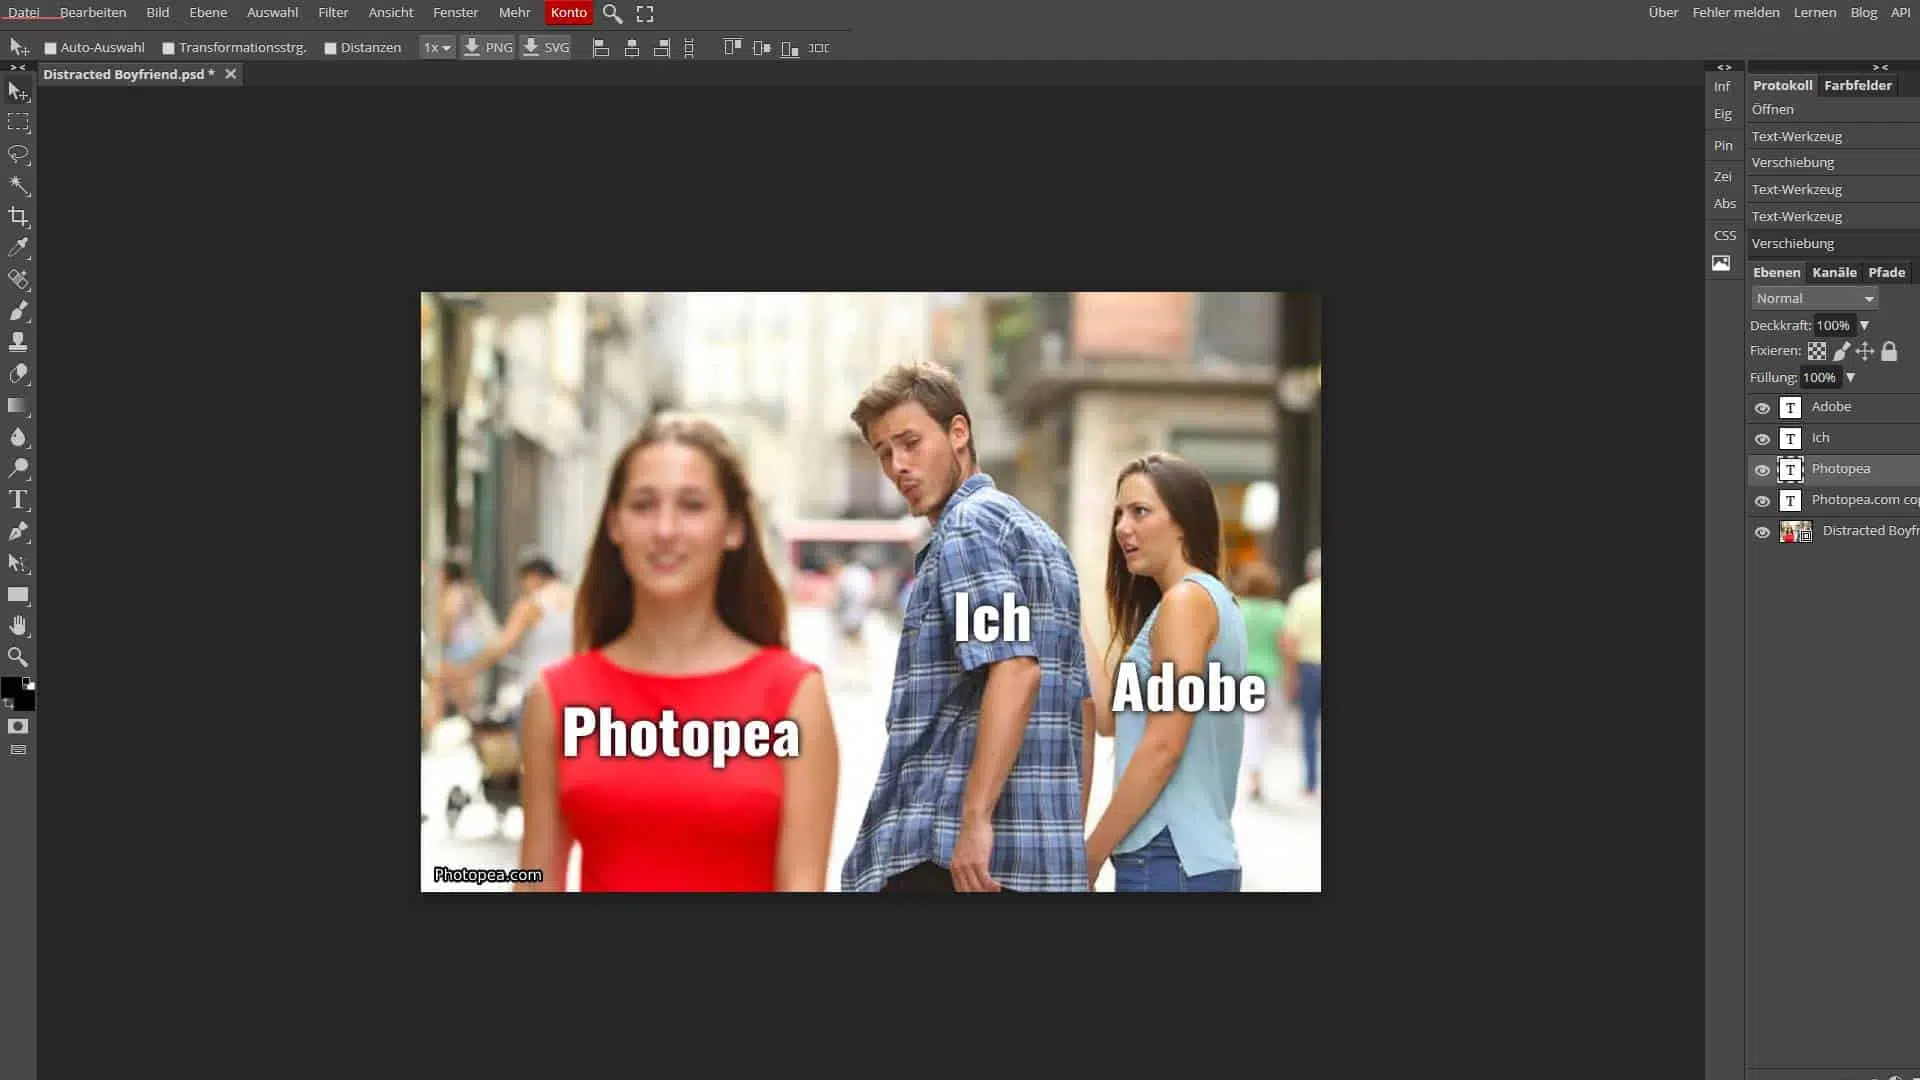 Datei Bearbeiten Bild Ebene Auswahl Filter Ansicht Fenster Mehr Konto Über Fehler melden Lernen Blog API
Auto-Auswahl Transformationsstrg. Distanzen 1x PNG SVG
> < < > > <
Distracted Boyfriend.psd *
Inf
Eig
Pin
Zei
Abs
CSS
Protokoll Farbfelder
Öffnen
Text-Werkzeug
Verschiebung
Text-Werkzeug
Text-Werkzeug
Verschiebung
Ebenen Kanäle Pfade
Normal
Deckkraft: 100%
Fixieren:
Füllung: 100%
T Adobe
T Ich
T Photopea
T Photopea.com cop
Distracted Boyfr
Ich
Adobe
Photopea
Photopea.com